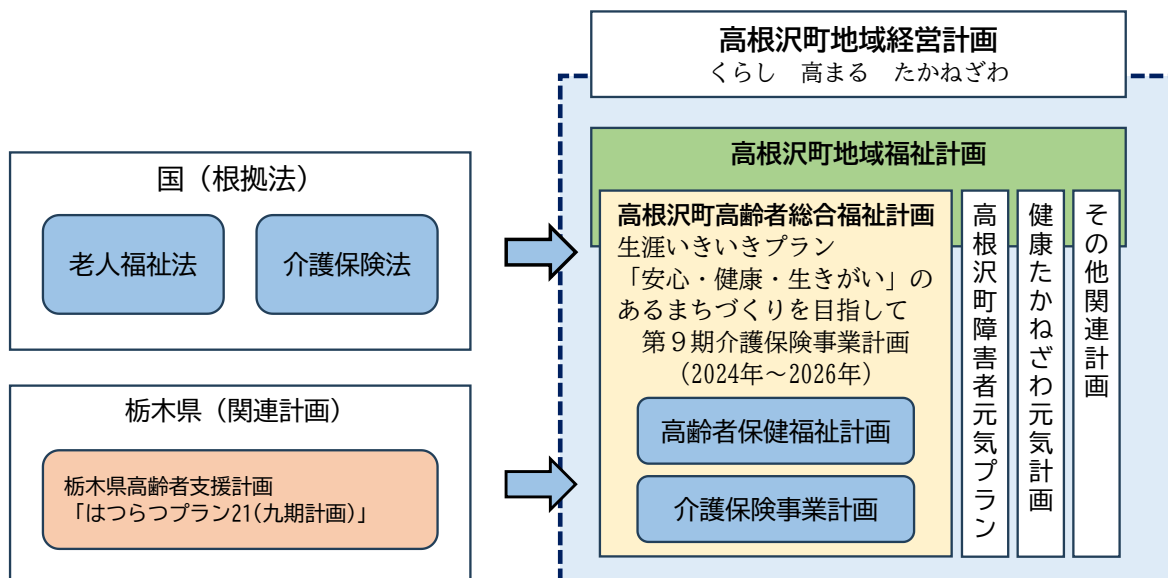 高根沢町地域経営計画
くらし　高まる　たかねざわ
国（根拠法）
老人福祉法
介護保険法
栃木県（関連計画）
栃木県高齢者支援計画
「はつらつプラン21(九期計画)」
高根沢町地域福祉計画
高根沢町高齢者総合福祉計画
生涯いきいきプラン
「安心・健康・生きがい」の
あるまちづくりを目指して
第９期介護保険事業計画
（2024年～2026年）
高齢者保健福祉計画
介護保険事業計画
高根沢町障害者元気プラン
健康たかねざわ元気計画
その他関連計画